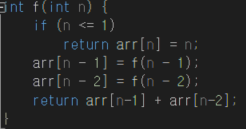 int f(int n) {
    if (n <= 1)
        return arr[n] = n;
    arr[n - 1] = f(n - 1);
    arr[n - 2] = f(n - 2);
    return arr[n-1] + arr[n-2];
}